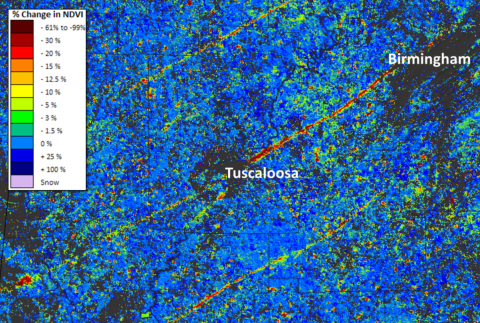 % Change in NDVI
- 61% to -99%
- 30 %
- 20 %
- 15 %
- 12.5 %
- 10 %
- 5 %
- 3%
- 1.5 %
0 %
+ 25 %
+ 100 %
Snow
Birmingham
Tuscaloosa